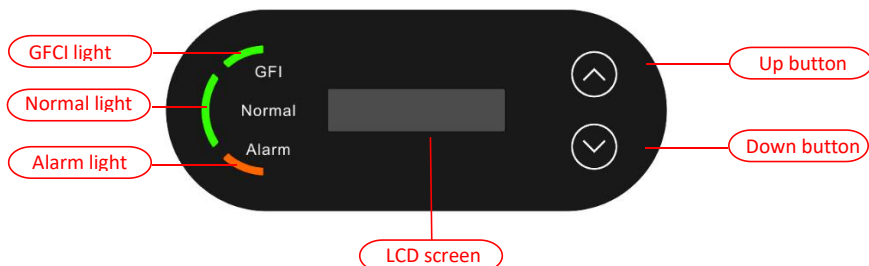 GFCI light
GFI
Up button
Normal light
Normal
Alarm
Alarm light
Down button
LCD screen